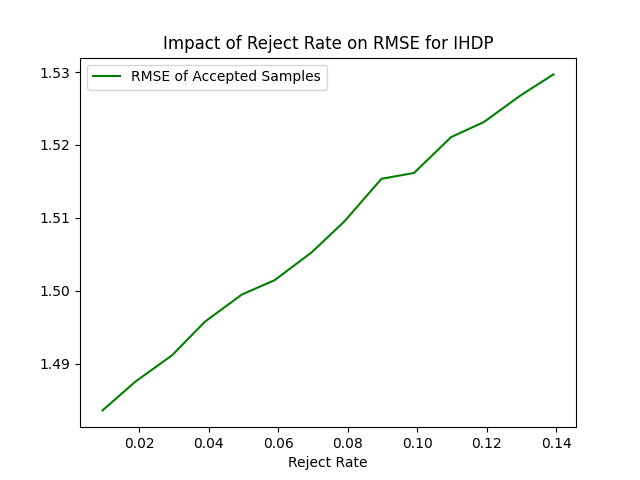 Impact of Reject Rate on RMSE for IHDP
RMSE of Accepted Samples
1.53
1.52
1.51
1.50
1.49
0.02 0.04 0.06 0.08 0.10 0.12 0.14
Reject Rate